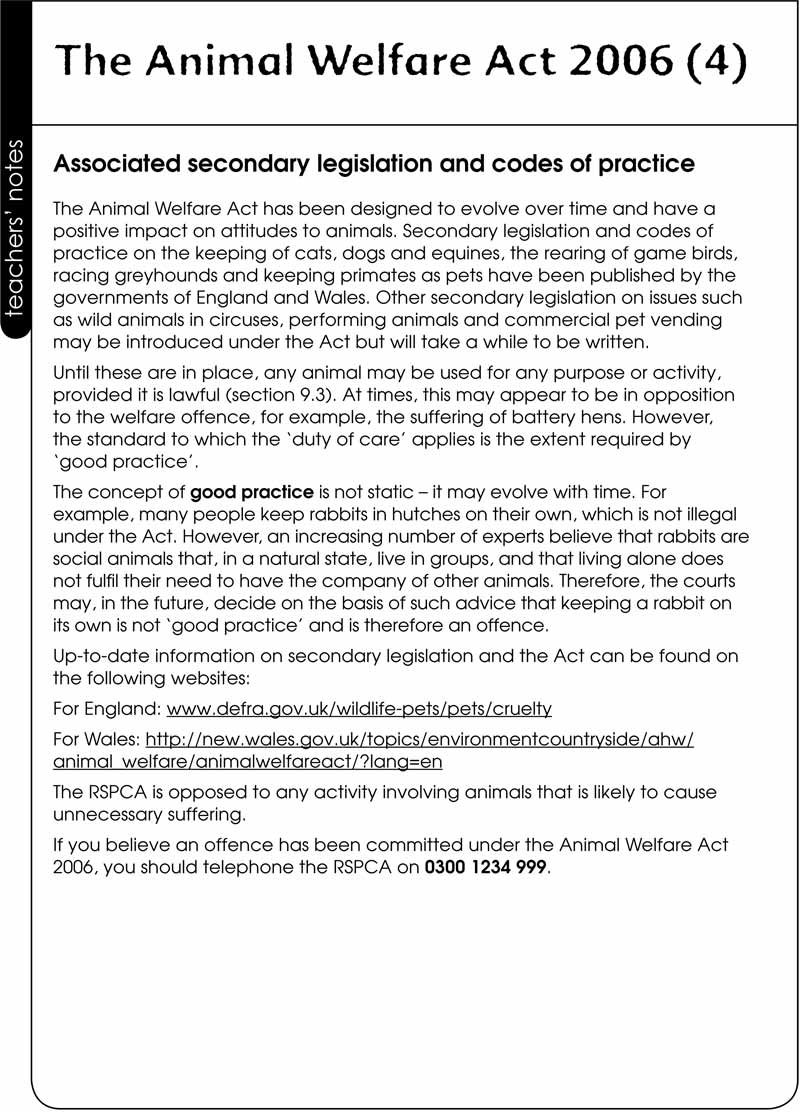 The Animal Welfare Act 2006 (4)
teachers' notes
Associated secondary legislation and codes of practice
The Animal Welfare Act has been designed to evolve over time and have a
positive impact on attitudes to animals. Secondary legislation and codes of
practice on the keeping of cats, dogs and equines, the rearing of game birds,
racing greyhounds and keeping primates as pets have been published by the
governments of England and Wales. Other secondary legislation on issues such
as wild animals in circuses, performing animals and commercial pet vending
may be introduced under the Act but will take a while to be written.
Until these are in place, any animal may be used for any purpose or activity,
provided it is lawful (section 9.3). At times, this may appear to be in opposition
to the welfare offence, for example, the suffering of battery hens. However,
the standard to which the ‘duty of care’ applies is the extent required by
‘good practice’.
The concept of good practice is not static – it may evolve with time. For
example, many people keep rabbits in hutches on their own, which is not illegal
under the Act. However, an increasing number of experts believe that rabbits are
social animals that, in a natural state, live in groups, and that living alone does
not fulfil their need to have the company of other animals. Therefore, the courts
may, in the future, decide on the basis of such advice that keeping a rabbit on
its own is not ‘good practice’ and is therefore an offence.
Up-to-date information on secondary legislation and the Act can be found on
the following websites:
For England: www.defra.gov.uk/wildlife-pets/pets/cruelty
For Wales: http://new.wales.gov.uk/topics/environmentcountryside/ahw/
animal_welfare/animalwelfareact/?lang=en
The RSPCA is opposed to any activity involving animals that is likely to cause
unnecessary suffering.
If you believe an offence has been committed under the Animal Welfare Act
2006, you should telephone the RSPCA on 0300 1234 999.